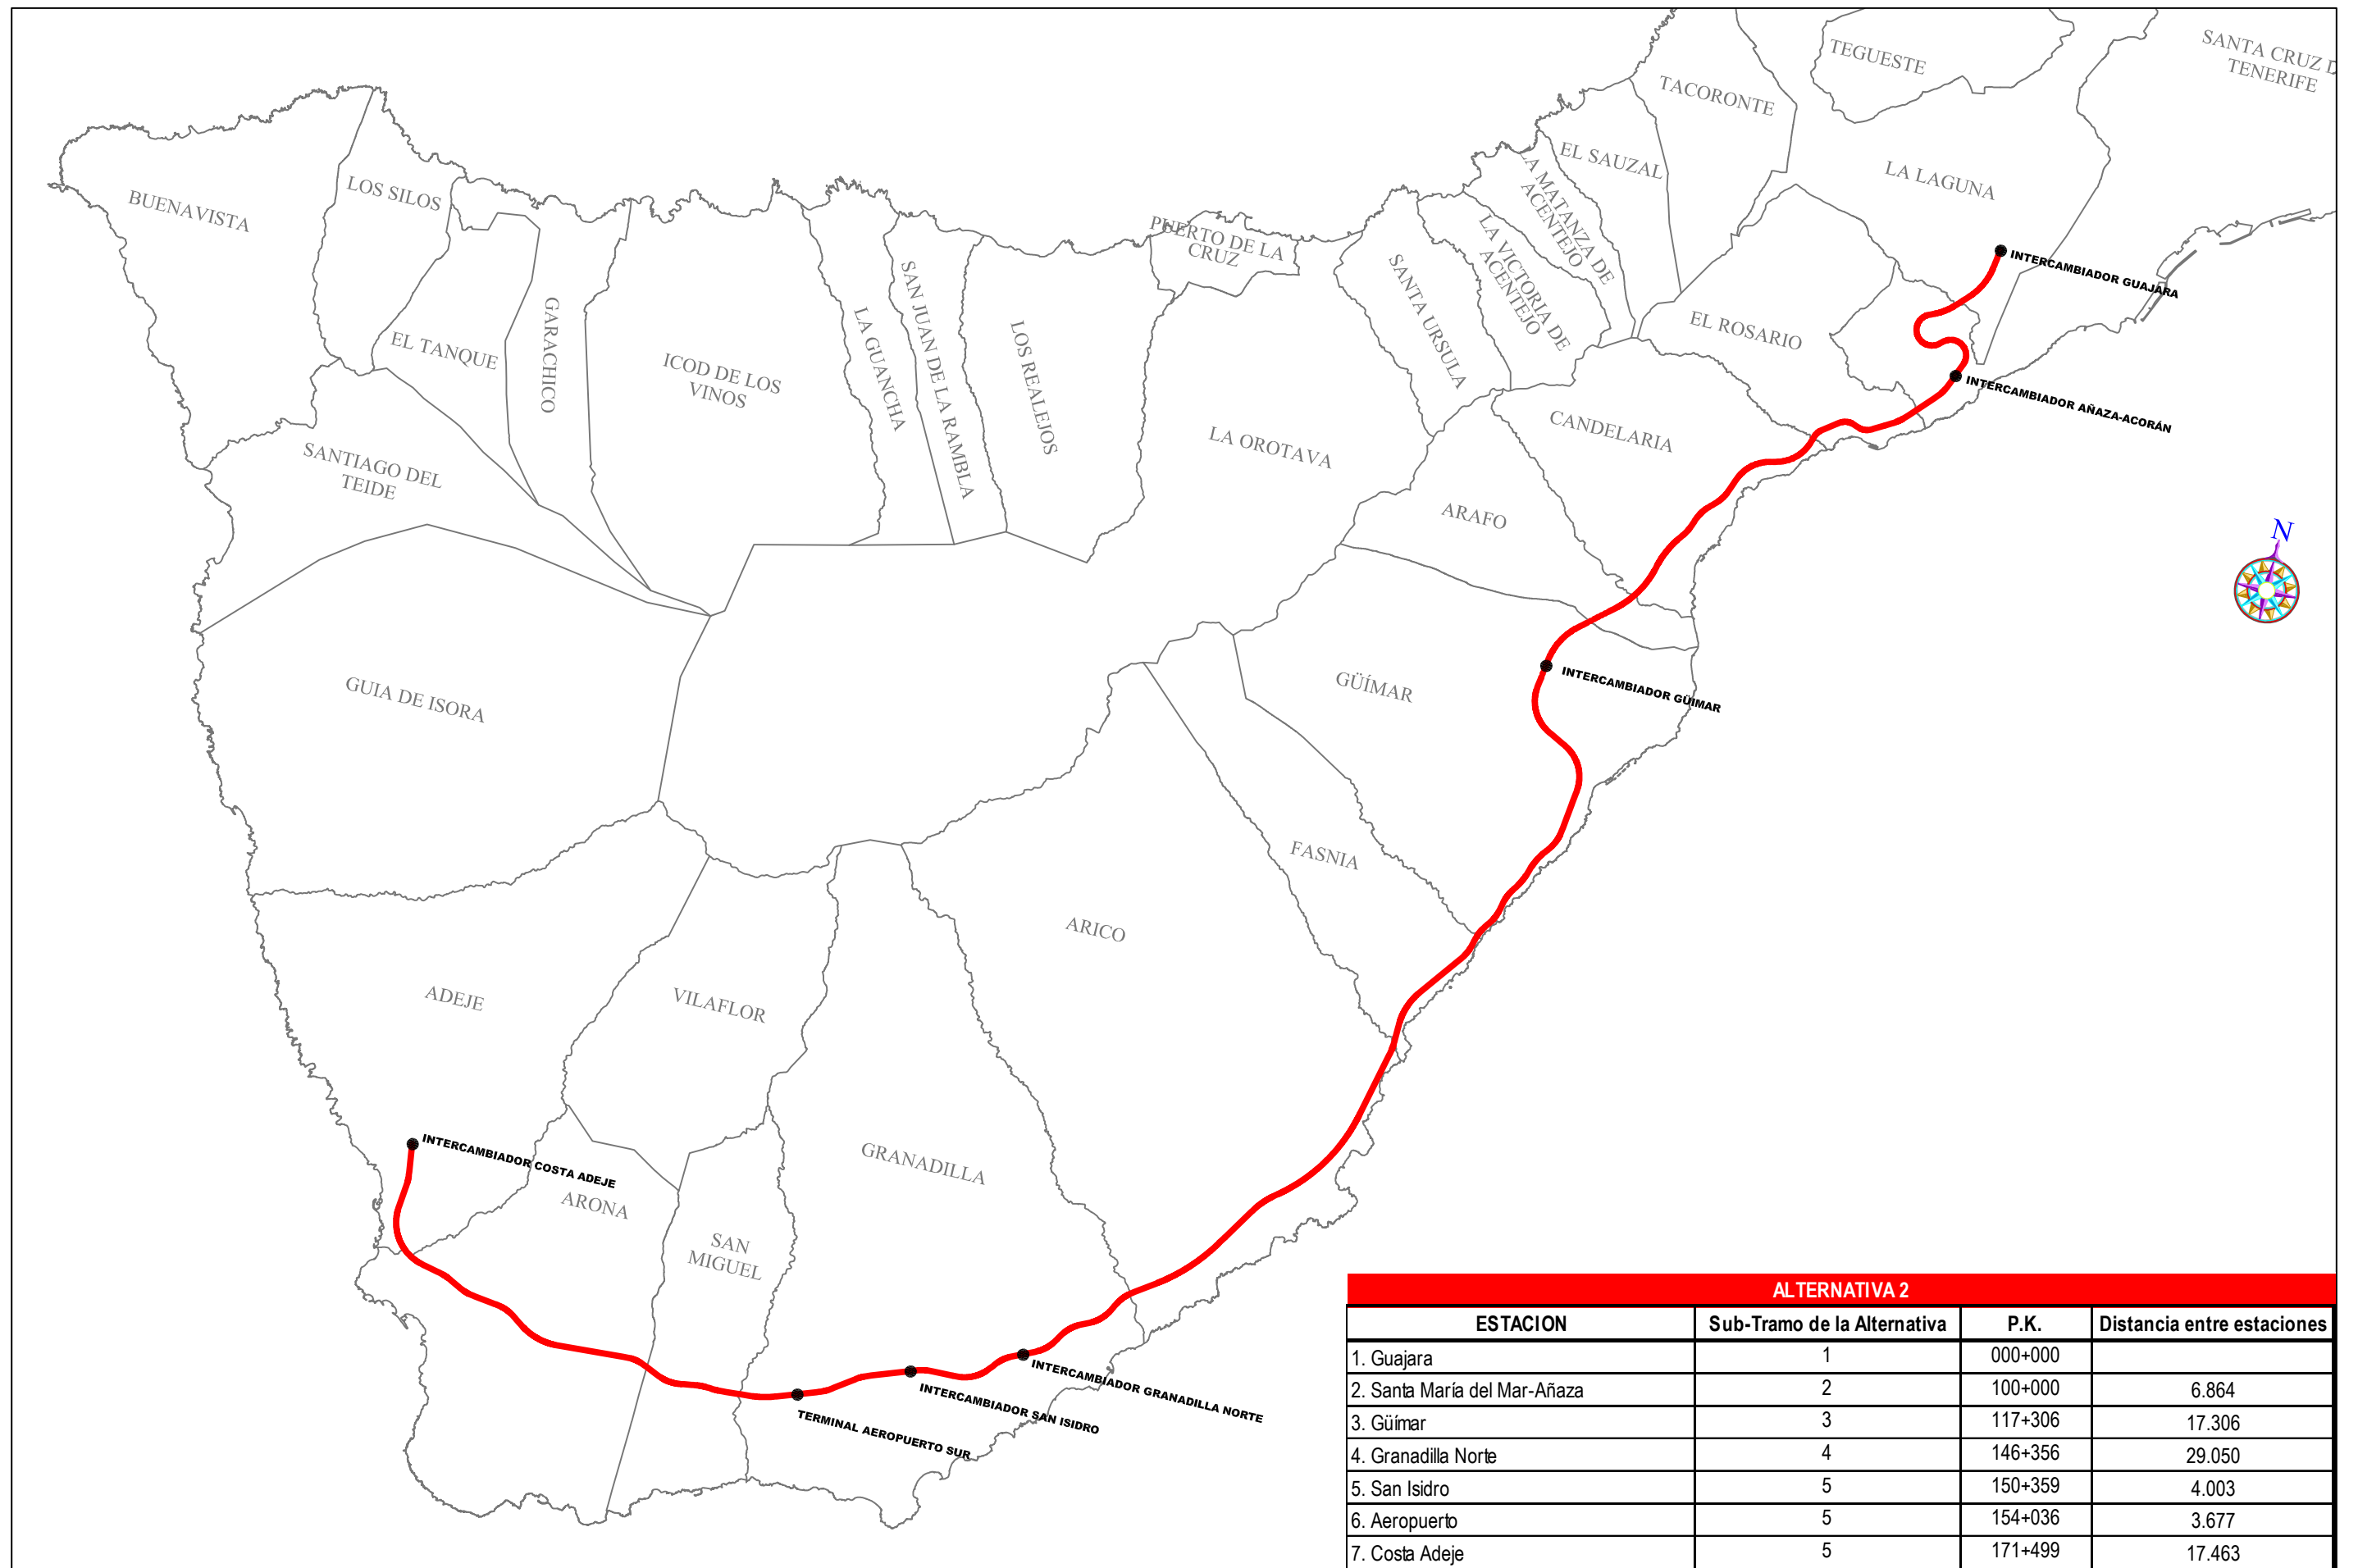 TEGUESTE
SANTA CRUZ D
TENERIFE
TACORONTE
EL SAUZAL
LA MATANZA DE
ACENTEJO
LA LAGUNA
BUENAVISTA
LOS SILOS
PUERTO DE LA
CRUZ
LA VICTORIA DE
ACENTEJO
SANTA URSULA
INTERCAMBIADOR GUAJARA
EL ROSARIO
EL TANQUE
GARACHICO
ICOD DE LOS
VINOS
LA GUANCHA
SAN JUAN DE LA RAMBLA
LOS REALEJOS
INTERCAMBIADOR AÑAZA-ACORÁN
LA OROTAVA
CANDELARIA
SANTIAGO DEL
TEIDE
ARAFO
N
GUIA DE ISORA
GÜÍMAR
INTERCAMBIADOR GÜIMAR
FASNIA
ARICO
ADEJE
VILAFLOR
INTERCAMBIADOR COSTA ADEJE
GRANADILLA
ARONA
SAN
MIGUEL
INTERCAMBIADOR GRANADILLA NORTE
INTERCAMBIADOR SAN ISIDRO
TERMINAL AEROPUERTO SUR
ALTERNATIVA 2
ESTACION Sub-Tramo de la Alternativa P.K. Distancia entre estaciones
1. Guajara 1 000+000
2. Santa María del Mar-Añaza 2 100+000 6.864
3. Güímar 3 117+306 17.306
4. Granadilla Norte 4 146+356 29.050
5. San Isidro 5 150+359 4.003
6. Aeropuerto 5 154+036 3.677
7. Costa Adeje 5 171+499 17.463